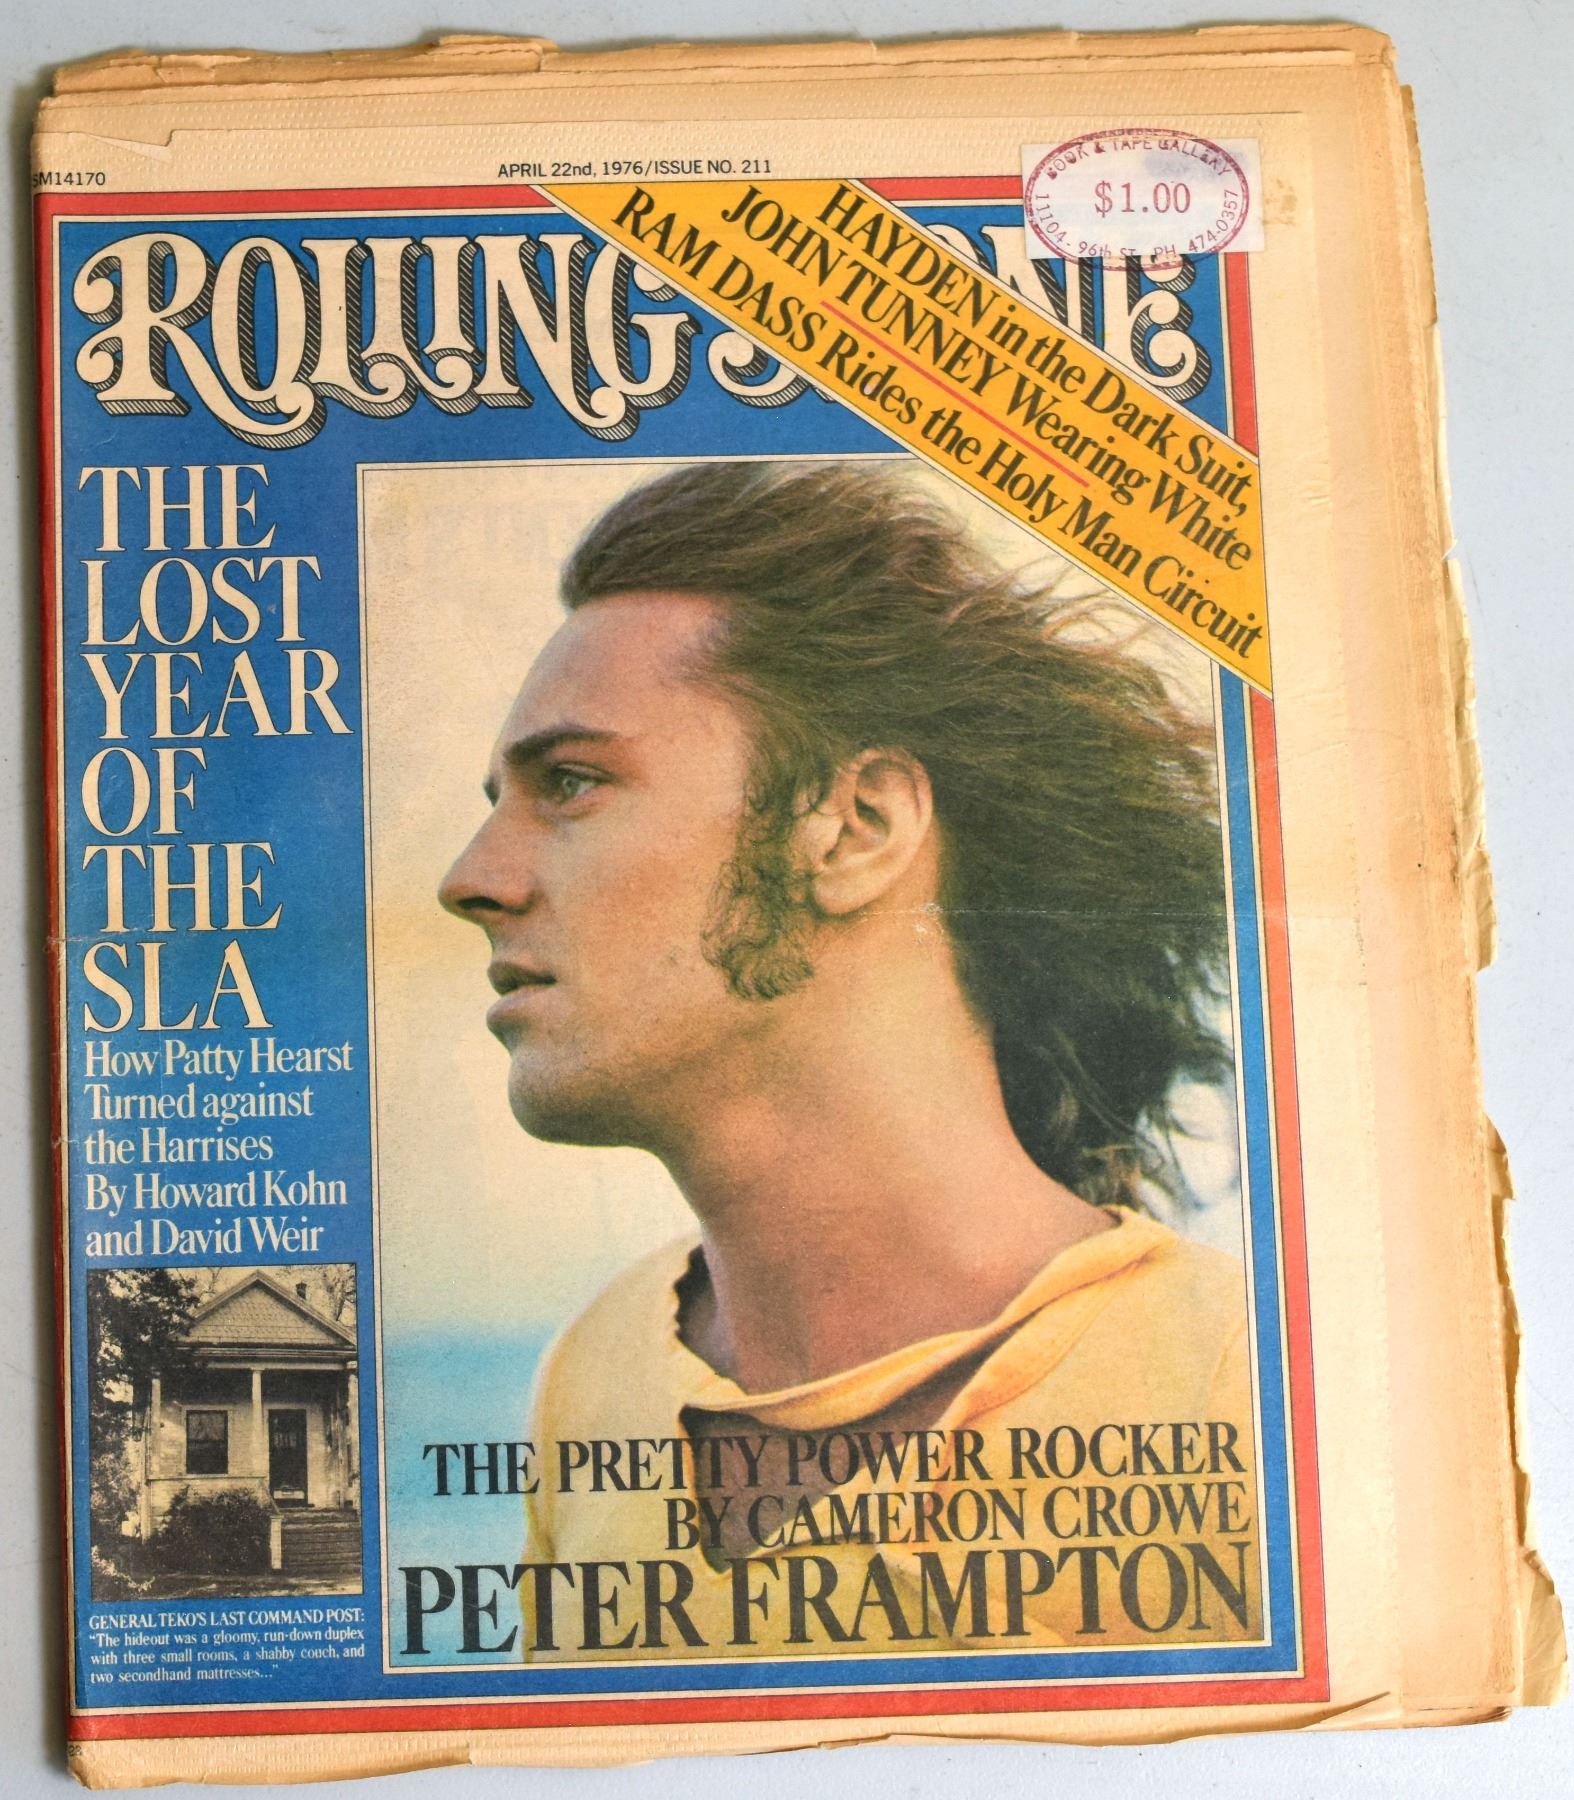 SM14170
APRIL 22nd, 1976/ISSUE NO. 211
BOOK & TAPE GALLERY
$1.00
11104 - 96th ST. PH. 474-0357
ROLLING STONE
HAYDEN in the Dark Suit,
JOHN TUNNEY Wearing White
RAM DASS Rides the Holy Man Circuit
THE
LOST
YEAR
OF
THE
SLA
How Patty Hearst
Turned against
the Harrises
By Howard Kohn
and David Weir
GENERAL TEKO'S LAST COMMAND POST:
"The hideout was a gloomy, run-down duplex
with three small rooms, a shabby couch, and
two secondhand mattresses..."
THE PRETTY POWER ROCKER
BY CAMERON CROWE
PETER FRAMPTON